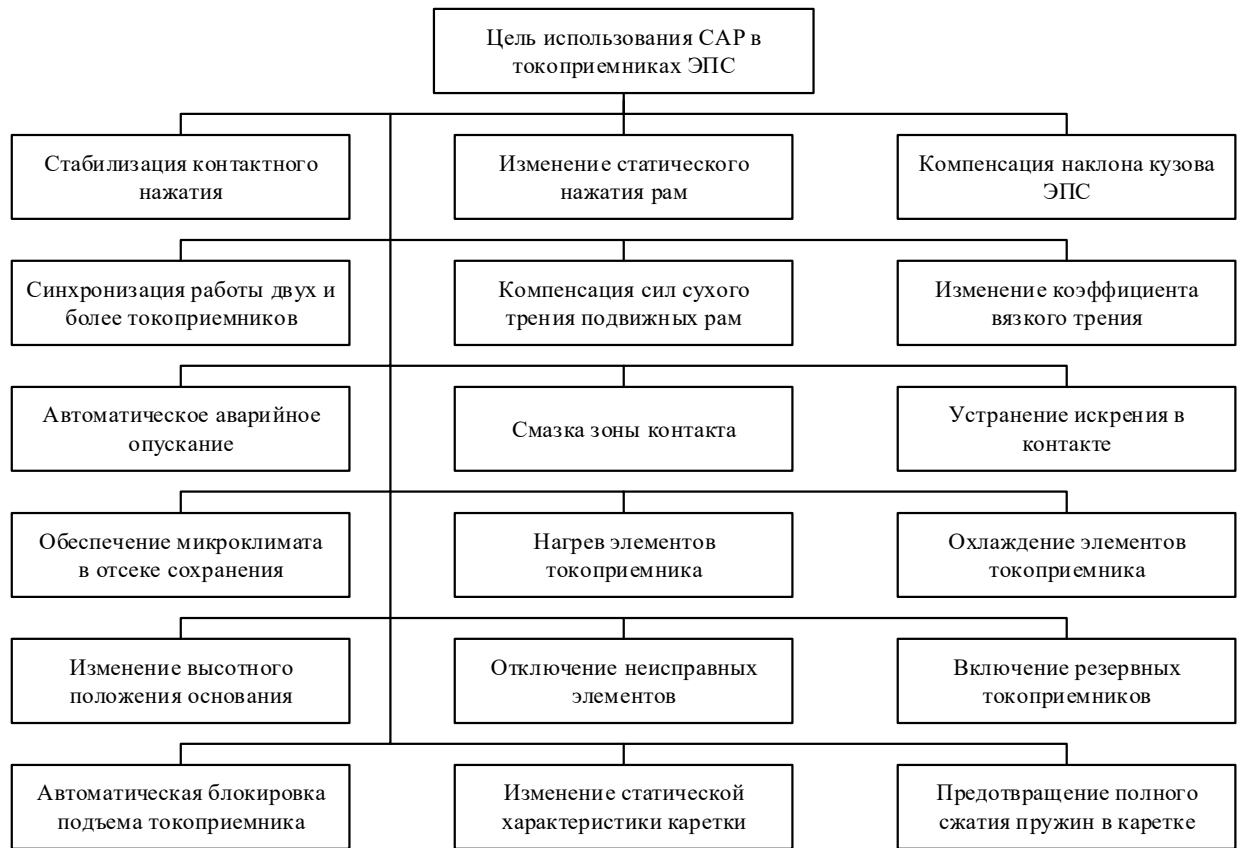 Цель использования САР в
токоприемниках ЭПС
Стабилизация контактного
нажатия
Изменение статического
нажатия рам
Компенсация наклона кузова
ЭПС
Синхронизация работы двух и
более токоприемников
Компенсация сил сухого
трения подвижных рам
Изменение коэффициента
вязкого трения
Автоматическое аварийное
опускание
Смазка зоны контакта
Устранение искрения в
контакте
Обеспечение микроклимата
в отсеке сохранения
Нагрев элементов
токоприемника
Охлаждение элементов
токоприемника
Изменение высотного
положения основания
Отключение неисправных
элементов
Включение резервных
токоприемников
Автоматическая блокировка
подъема токоприемника
Изменение статической
характеристики каретки
Предотвращение полного
сжатия пружин в каретке